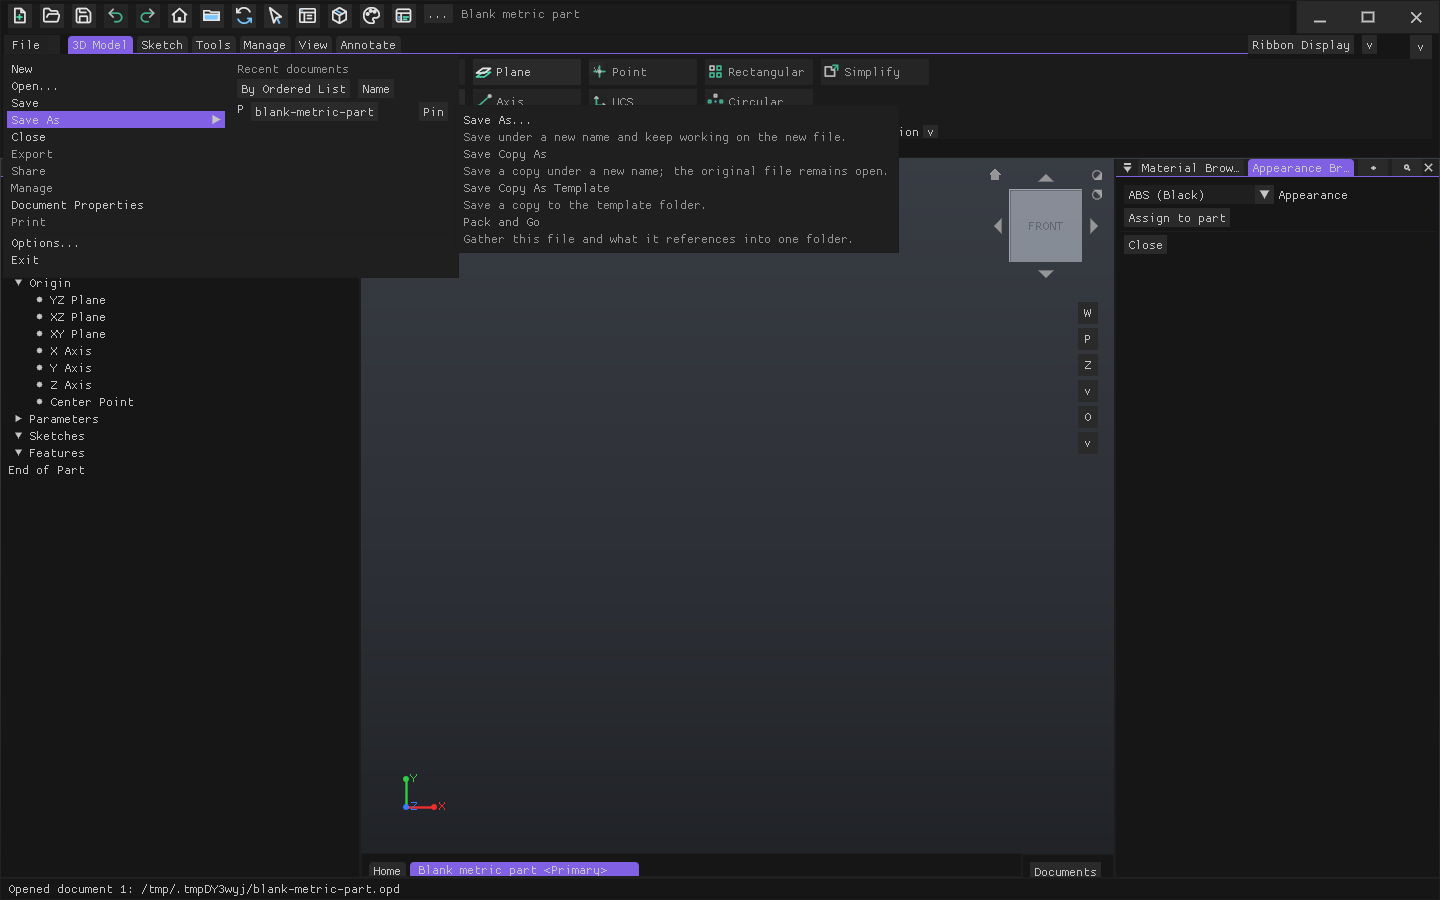 ... Blank metric part
File 3D Model Sketch Tools Manage View Annotate Ribbon Display v v
New
Open...
Save
Save As
Close
Export
Share
Manage
Document Properties
Print
Options...
Exit
Recent documents
By Ordered List Name
P blank-metric-part Pin
Plane Point Rectangular Simplify
Axis UCS Circular
ion v
Save As...
Save under a new name and keep working on the new file.
Save Copy As
Save a copy under a new name; the original file remains open.
Save Copy As Template
Save a copy to the template folder.
Pack and Go
Gather this file and what it references into one folder.
Origin
YZ Plane
XZ Plane
XY Plane
X Axis
Y Axis
Z Axis
Center Point
Parameters
Sketches
Features
End of Part
FRONT
W
P
Z
v
O
v
Y
Z X
Material Brow... Appearance Br...
ABS (Black) Appearance
Assign to part
Close
Home Blank metric part <Primary> Documents
Opened document 1: /tmp/.tmpDY3wyj/blank-metric-part.opd